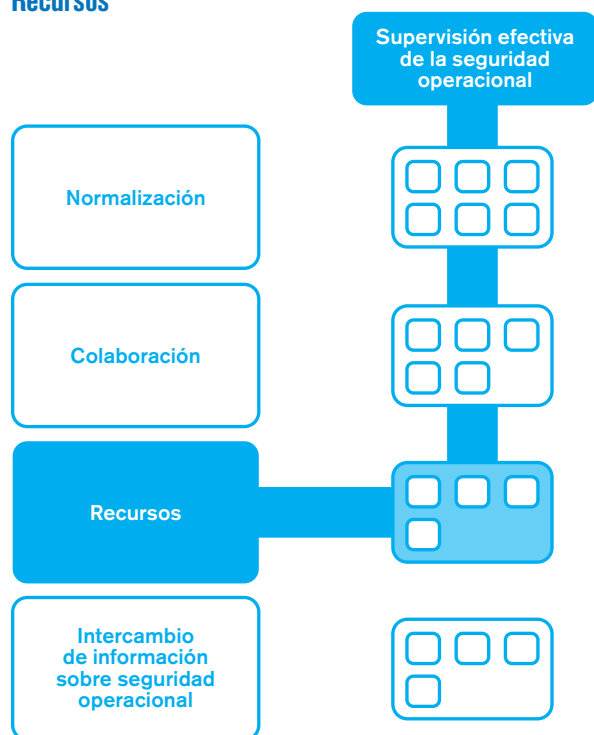 Recursos
Supervisión efectiva
de la seguridad
operacional
Normalización
Colaboración
Recursos
Intercambio
de información
sobre seguridad
operacional